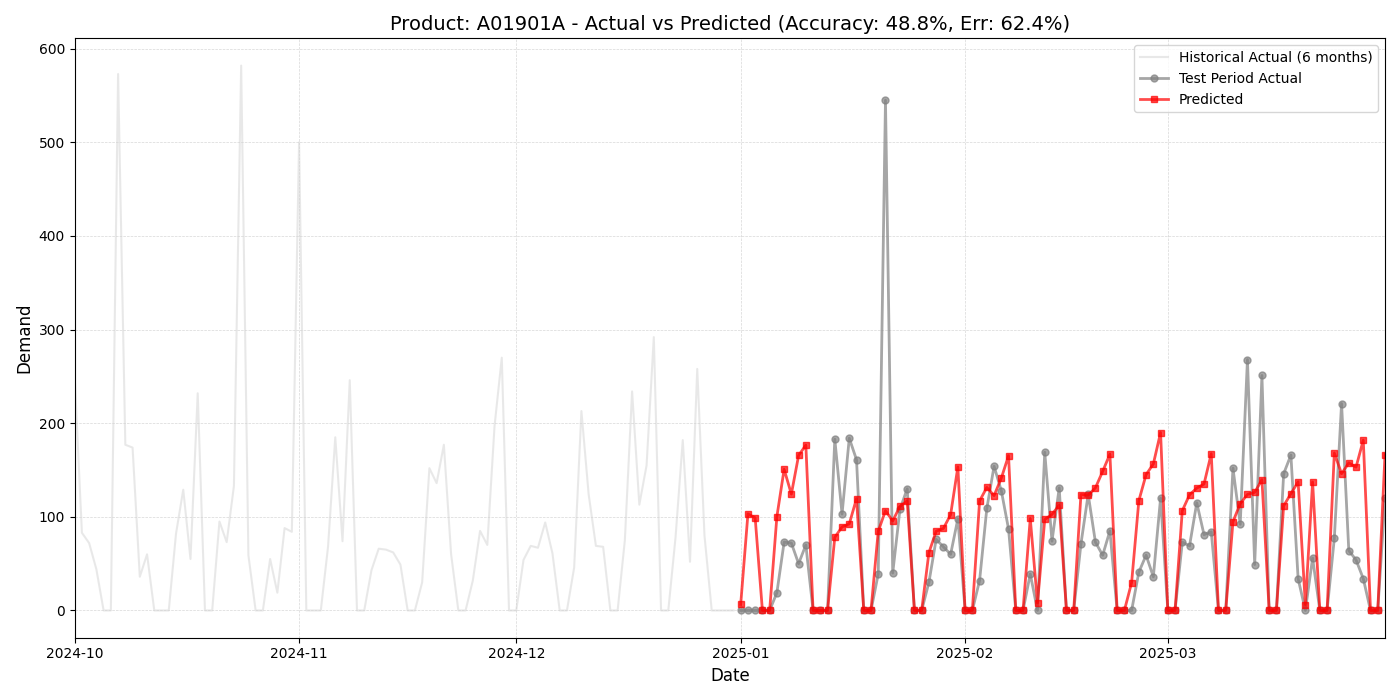 Product: A01901A - Actual vs Predicted (Accuracy: 48.8%, Err: 62.4%)
Historical Actual (6 months)
Test Period Actual
Predicted
Demand
600
500
400
300
200
100
0
2024-10
2024-11
2024-12
2025-01
2025-02
2025-03
Date